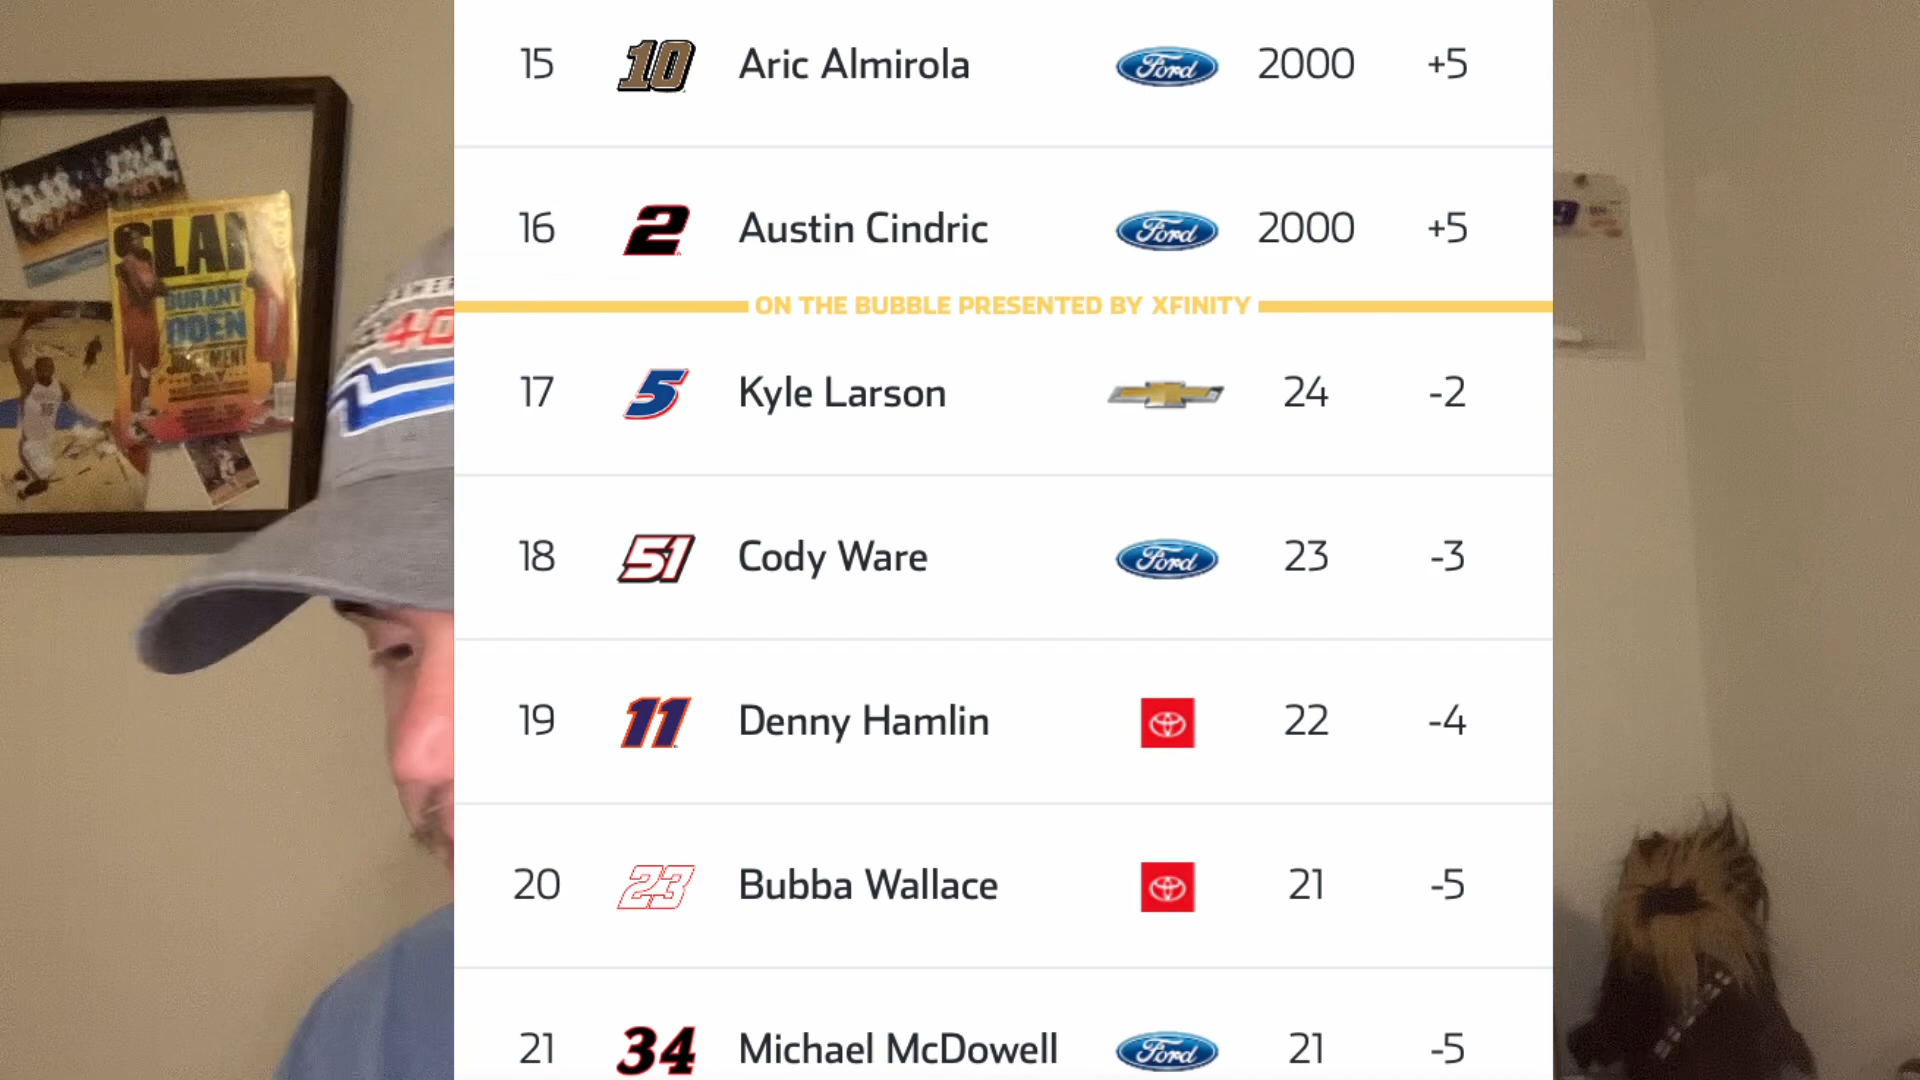 15 10 Aric Almirola Ford 2000 +5
16 2 Austin Cindric Ford 2000 +5
ON THE BUBBLE PRESENTED BY XFINITY
17 5 Kyle Larson 24 -2
18 51 Cody Ware Ford 23 -3
19 11 Denny Hamlin 22 -4
20 23 Bubba Wallace 21 -5
21 34 Michael McDowell Ford 21 -5
SLAM
DURANT
ODEN
40